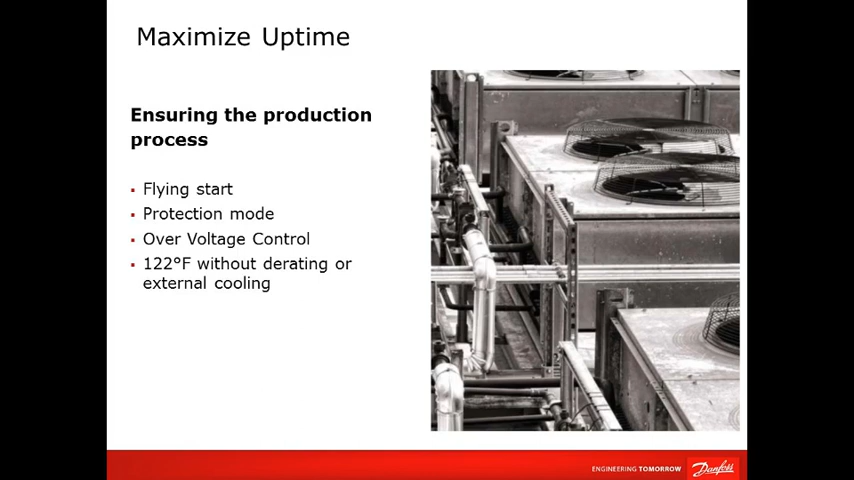 Maximize Uptime
Ensuring the production
process
▪ Flying start
▪ Protection mode
▪ Over Voltage Control
▪ 122°F without derating or
external cooling
ENGINEERING TOMORROW
Danfoss